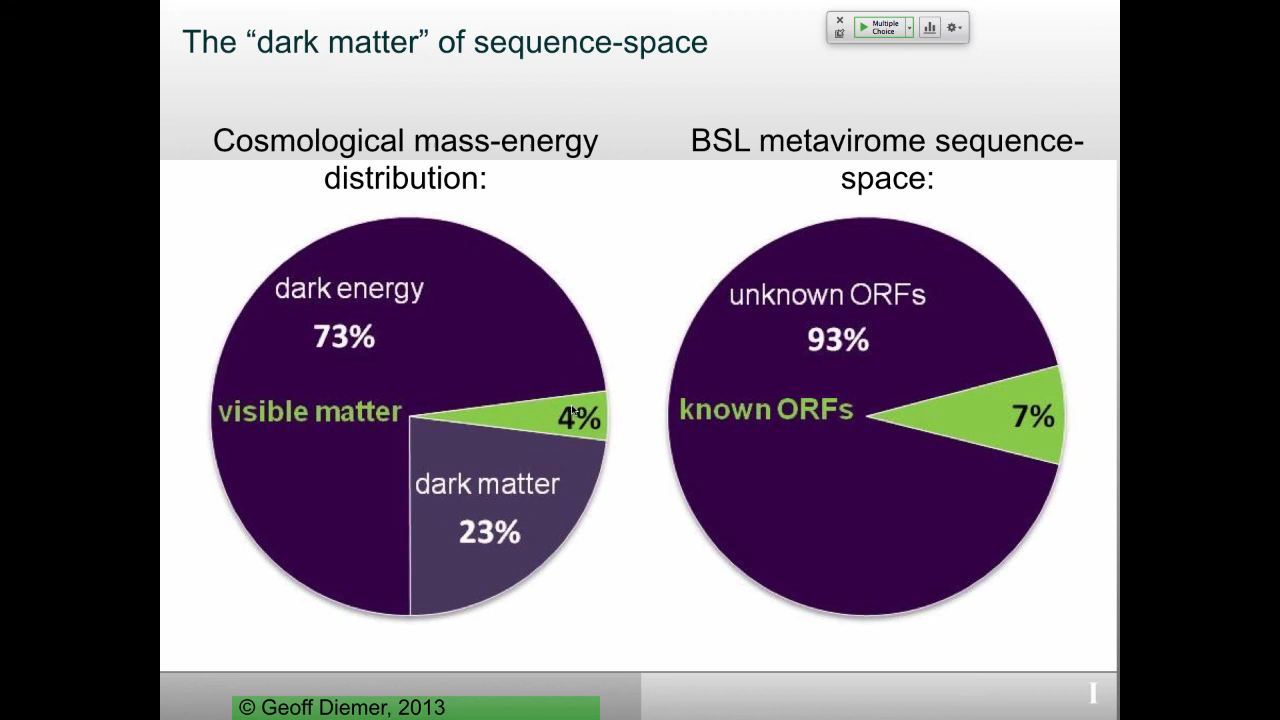 The “dark matter” of sequence-space
Multiple
Choice
Cosmological mass-energy
distribution:
BSL metavirome sequence-
space:
dark energy
73%
visible matter
4%
dark matter
23%
unknown ORFs
93%
known ORFs
7%
© Geoff Diemer, 2013
I